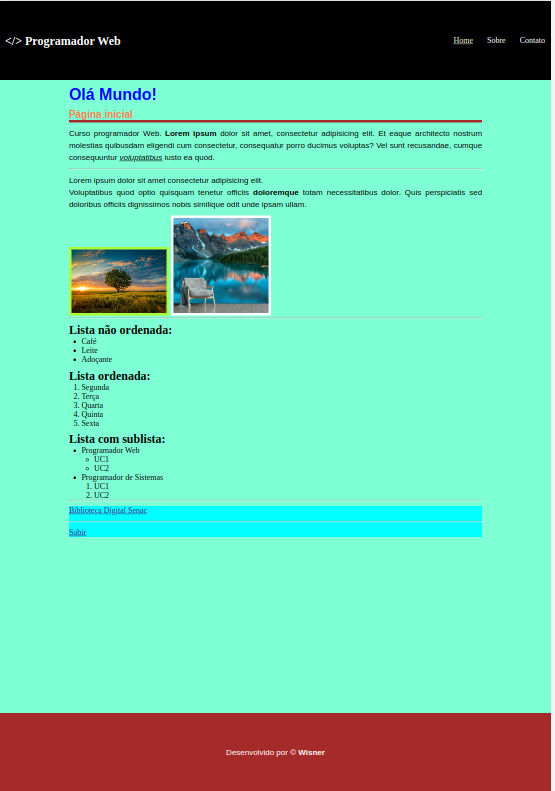 </> Programador Web
Home Sobre Contato
Olá Mundo!
Página inicial
Curso programador Web. Lorem ipsum dolor sit amet, consectetur adipisicing elit. Et eaque architecto nostrum
molestias quibusdam eligendi cum consectetur, consequatur porro ducimus voluptas? Vel sunt recusandae, cumque
consequuntur voluptatibus iusto ea quod.
Lorem ipsum dolor sit amet consectetur adipisicing elit.
Voluptatibus quod optio quisquam tenetur officiis doloremque totam necessitatibus dolor. Quis perspiciatis sed
doloribus officiis dignissimos nobis similique odit unde ipsam ullam.
Lista não ordenada:
Café
Leite
Adoçante
Lista ordenada:
1. Segunda
2. Terça
3. Quarta
4. Quinta
5. Sexta
Lista com sublista:
Programador Web
UC1
UC2
Programador de Sistemas
1. UC1
2. UC2
Biblioteca Digital Senac
Subir
Desenvolvido por © Wisner